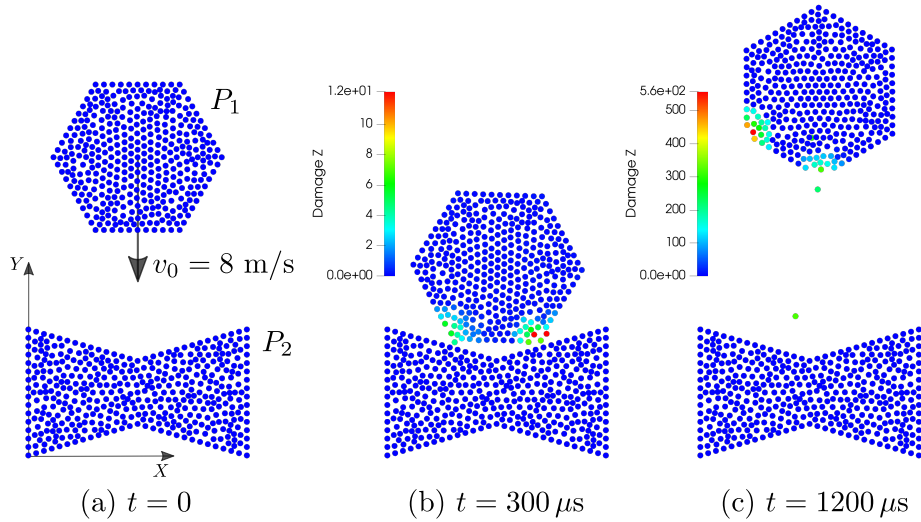 P₁
Y
v₀ = 8 m/s
P₂
X
(a) t = 0
1.2e+01
10
8
6
4
2
0.0e+00
Damage Z
(b) t = 300 μs
5.6e+02
500
400
300
200
100
0.0e+00
Damage Z
(c) t = 1200 μs